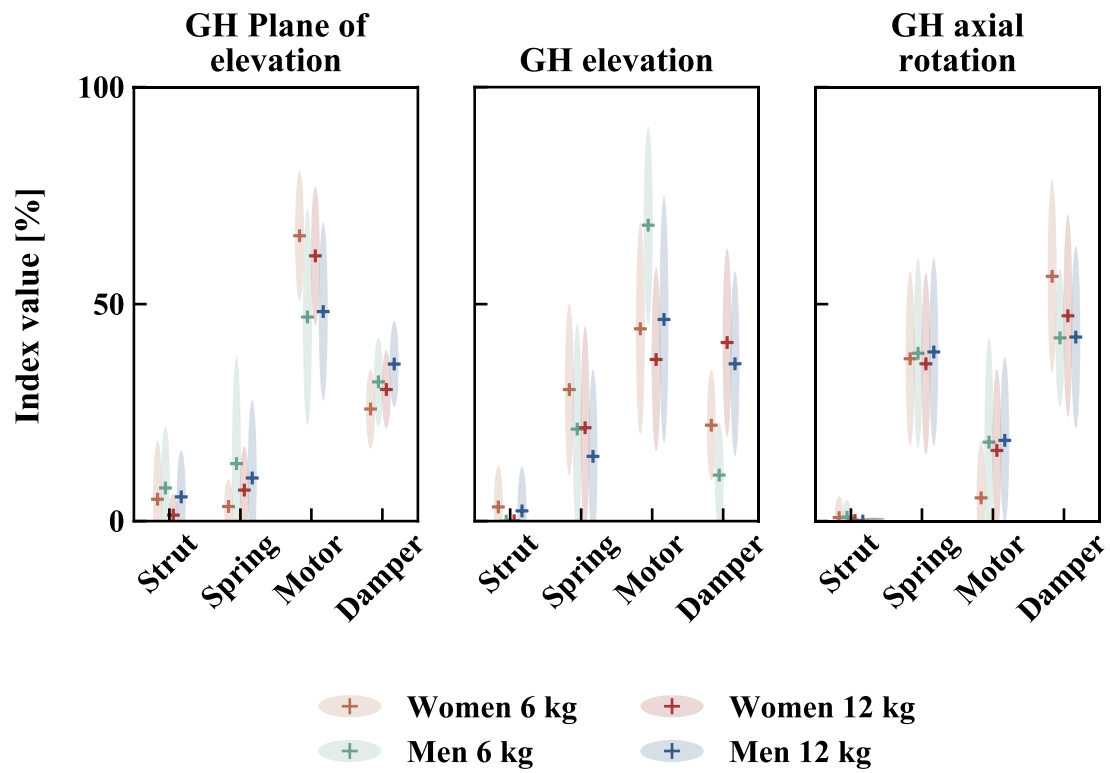 GH Plane of
elevation
GH elevation
GH axial
rotation
Index value [%]
100
50
0
Strut
Spring
Motor
Damper
Strut
Spring
Motor
Damper
Strut
Spring
Motor
Damper
Women 6 kg
Women 12 kg
Men 6 kg
Men 12 kg